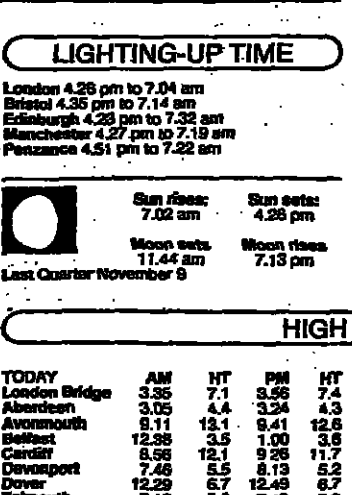 LIGHTING-UP TIME
London 4.26 pm to 7.04 am
Bristol 4.35 pm to 7.14 am
Edinburgh 4.23 pm to 7.32 am
Manchester 4.27 pm to 7.19 am
Penzance 4.51 pm to 7.22 am
Sun rises: Sun sets:
7.02 am 4.26 pm
Moon sets Moon rises
11.44 am 7.13 pm
Last Quarter November 9
HIGH
TODAY AM HT PM HT
London Bridge 3.35 7.1 3.56 7.4
Aberdeen 3.05 4.4 3.24 4.3
Avonmouth 9.11 13.1 9.41 12.6
Belfast 12.38 3.5 1.00 3.6
Cardiff 8.56 12.1 9.26 11.7
Devonport 7.46 5.5 8.13 5.2
Dover 12.29 6.7 12.49 6.7